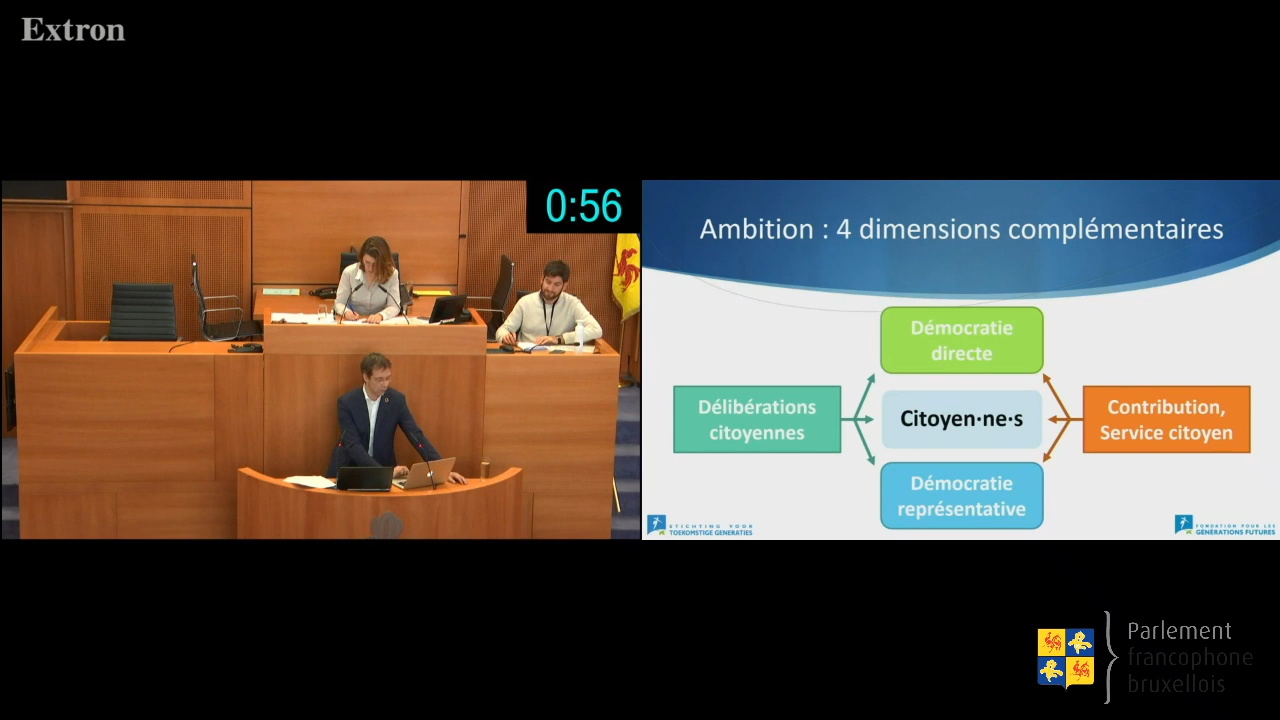 Extron
0:56
Ambition : 4 dimensions complémentaires
Démocratie
directe
Délibérations
citoyennes
Citoyen·ne·s
Contribution,
Service citoyen
Démocratie
représentative
STICHTING VOOR
TOEKOMSTIGE GENERATIES
FONDATION POUR LES
GÉNÉRATIONS FUTURES
Parlement
francophone
bruxellois